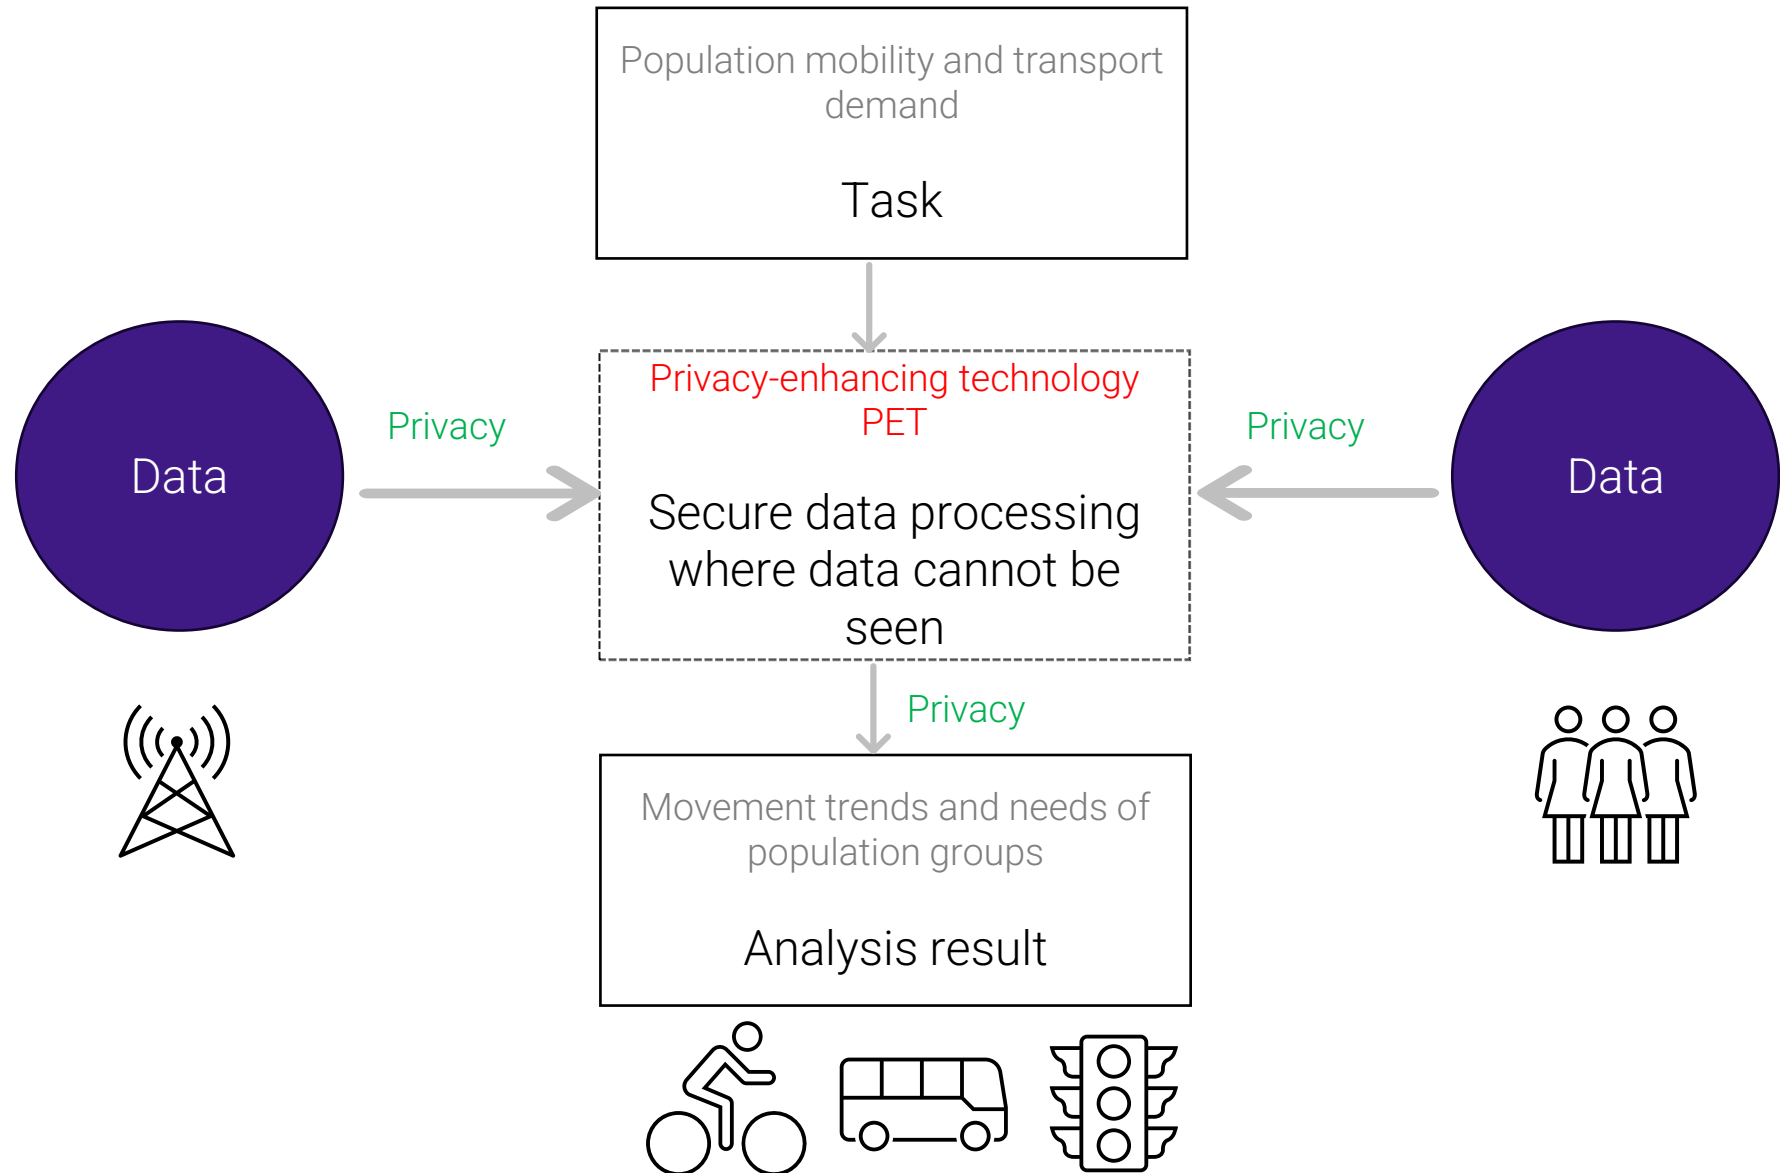 Population mobility and transport
demand
Task
Privacy-enhancing technology
PET
Privacy
Privacy
Data
Data
Secure data processing
where data cannot be
seen
Privacy
Movement trends and needs of
population groups
Analysis result